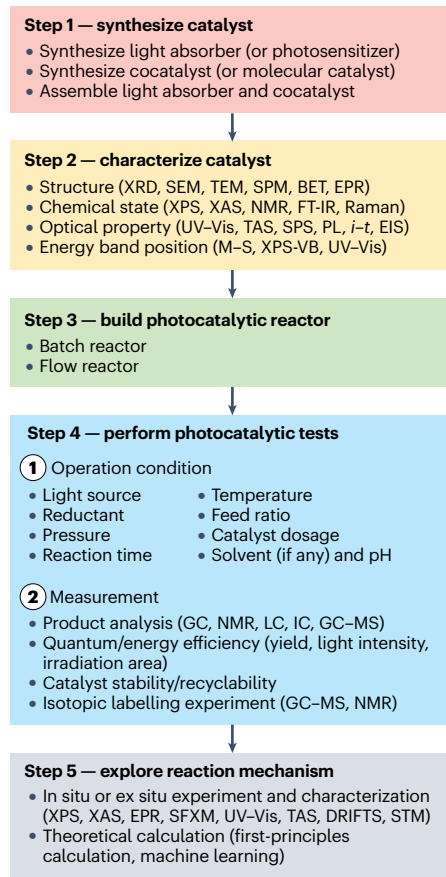 Step 1 — synthesize catalyst
• Synthesize light absorber (or photosensitizer)
• Synthesize cocatalyst (or molecular catalyst)
• Assemble light absorber and cocatalyst
Step 2 — characterize catalyst
• Structure (XRD, SEM, TEM, SPM, BET, EPR)
• Chemical state (XPS, XAS, NMR, FT-IR, Raman)
• Optical property (UV–Vis, TAS, SPS, PL, i–t, EIS)
• Energy band position (M–S, XPS-VB, UV–Vis)
Step 3 — build photocatalytic reactor
• Batch reactor
• Flow reactor
Step 4 — perform photocatalytic tests
1 Operation condition
• Light source
• Reductant
• Pressure
• Reaction time
• Temperature
• Feed ratio
• Catalyst dosage
• Solvent (if any) and pH
2 Measurement
• Product analysis (GC, NMR, LC, IC, GC–MS)
• Quantum/energy efficiency (yield, light intensity,
irradiation area)
• Catalyst stability/recyclability
• Isotopic labelling experiment (GC–MS, NMR)
Step 5 — explore reaction mechanism
• In situ or ex situ experiment and characterization
(XPS, XAS, EPR, SFXM, UV–Vis, TAS, DRIFTS, STM)
• Theoretical calculation (first-principles
calculation, machine learning)